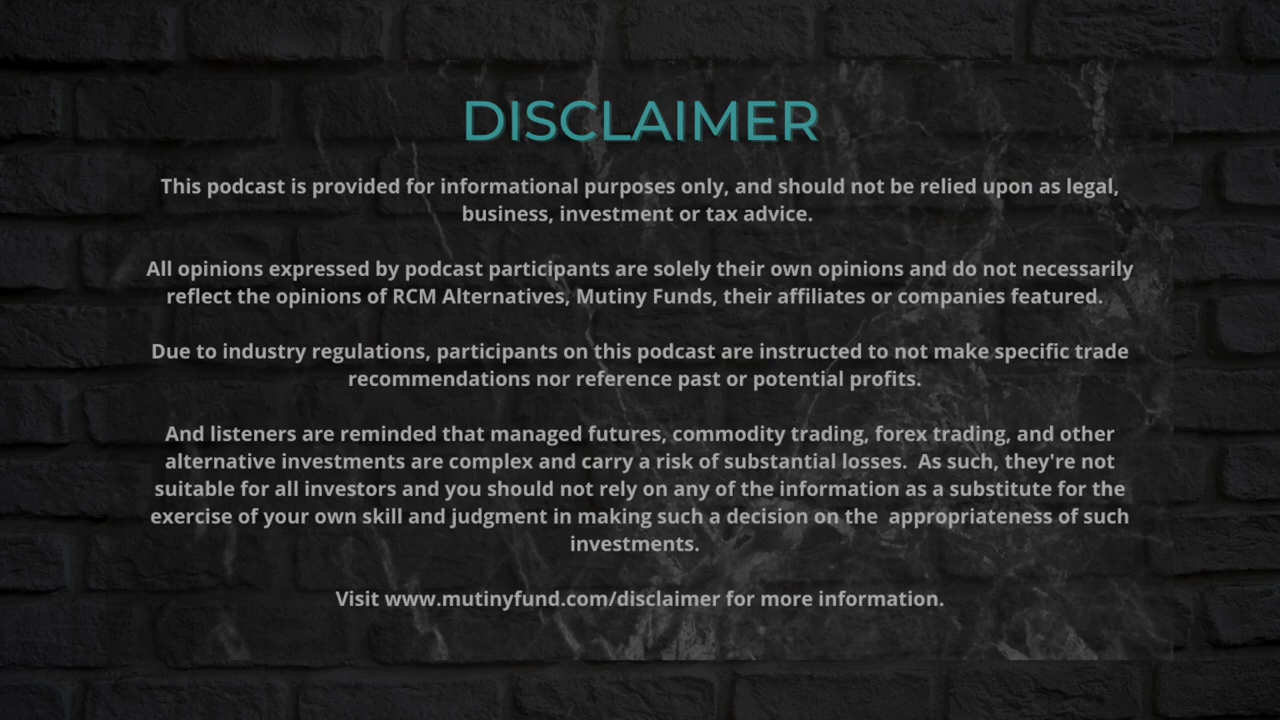 DISCLAIMER
This podcast is provided for informational purposes only, and should not be relied upon as legal,
business, investment or tax advice.
All opinions expressed by podcast participants are solely their own opinions and do not necessarily
reflect the opinions of RCM Alternatives, Mutiny Funds, their affiliates or companies featured.
Due to industry regulations, participants on this podcast are instructed to not make specific trade
recommendations nor reference past or potential profits.
And listeners are reminded that managed futures, commodity trading, forex trading, and other
alternative investments are complex and carry a risk of substantial losses.  As such, they're not
suitable for all investors and you should not rely on any of the information as a substitute for the
exercise of your own skill and judgment in making such a decision on the  appropriateness of such
investments.
Visit www.mutinyfund.com/disclaimer for more information.